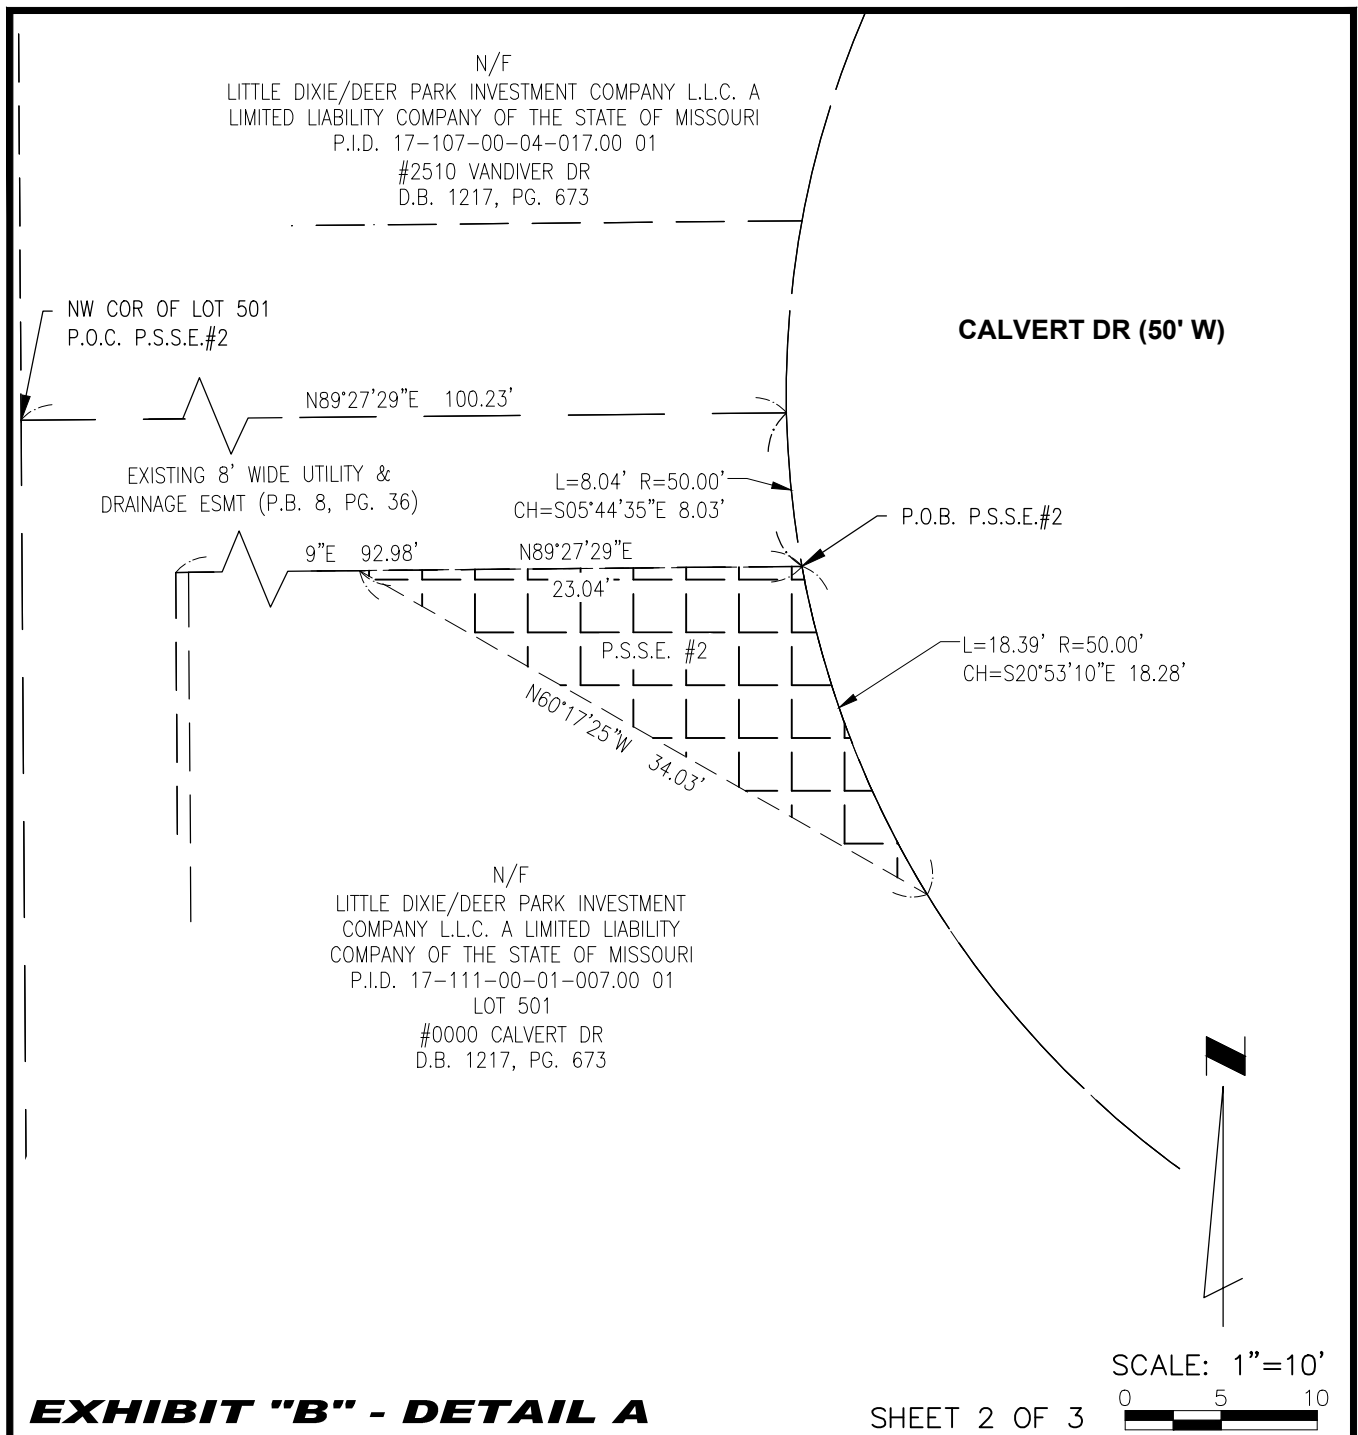 N/F
LITTLE DIXIE/DEER PARK INVESTMENT COMPANY L.L.C. A
LIMITED LIABILITY COMPANY OF THE STATE OF MISSOURI
P.I.D. 17-107-00-04-017.00 01
#2510 VANDIVER DR
D.B. 1217, PG. 673
NW COR OF LOT 501
P.O.C. P.S.S.E.#2
CALVERT DR (50' W)
N89°27'29"E 100.23'
EXISTING 8' WIDE UTILITY &
DRAINAGE ESMT (P.B. 8, PG. 36)
L=8.04' R=50.00'
CH=S05°44'35"E 8.03'
P.O.B. P.S.S.E.#2
9"E 92.98'
N89°27'29"E
23.04'
P.S.S.E. #2
L=18.39' R=50.00'
CH=S20°53'10"E 18.28'
N60°17'25"W 34.03'
N/F
LITTLE DIXIE/DEER PARK INVESTMENT
COMPANY L.L.C. A LIMITED LIABILITY
COMPANY OF THE STATE OF MISSOURI
P.I.D. 17-111-00-01-007.00 01
LOT 501
#0000 CALVERT DR
D.B. 1217, PG. 673
N
SCALE: 1"=10'
0 5 10
EXHIBIT "B" - DETAIL A
SHEET 2 OF 3